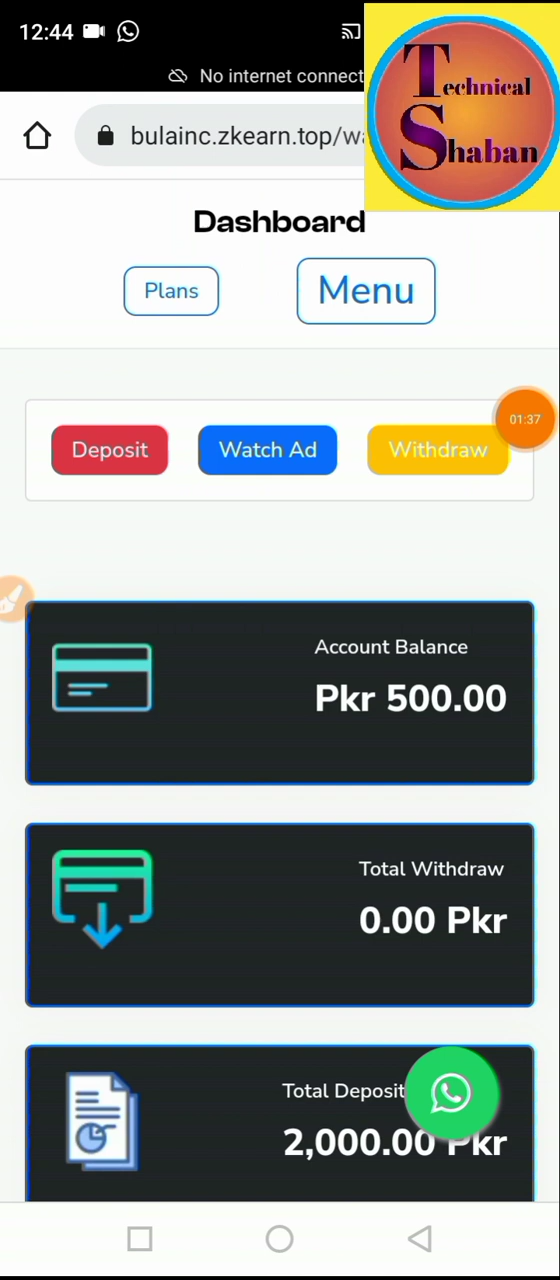 12:44
No internet connect
Technical
Shaban
bulainc.zkearn.top/wa
Dashboard
Plans
Menu
01:37
Deposit
Watch Ad
Withdraw
Account Balance
Pkr 500.00
Total Withdraw
0.00 Pkr
Total Deposit
2,000.00 Pkr